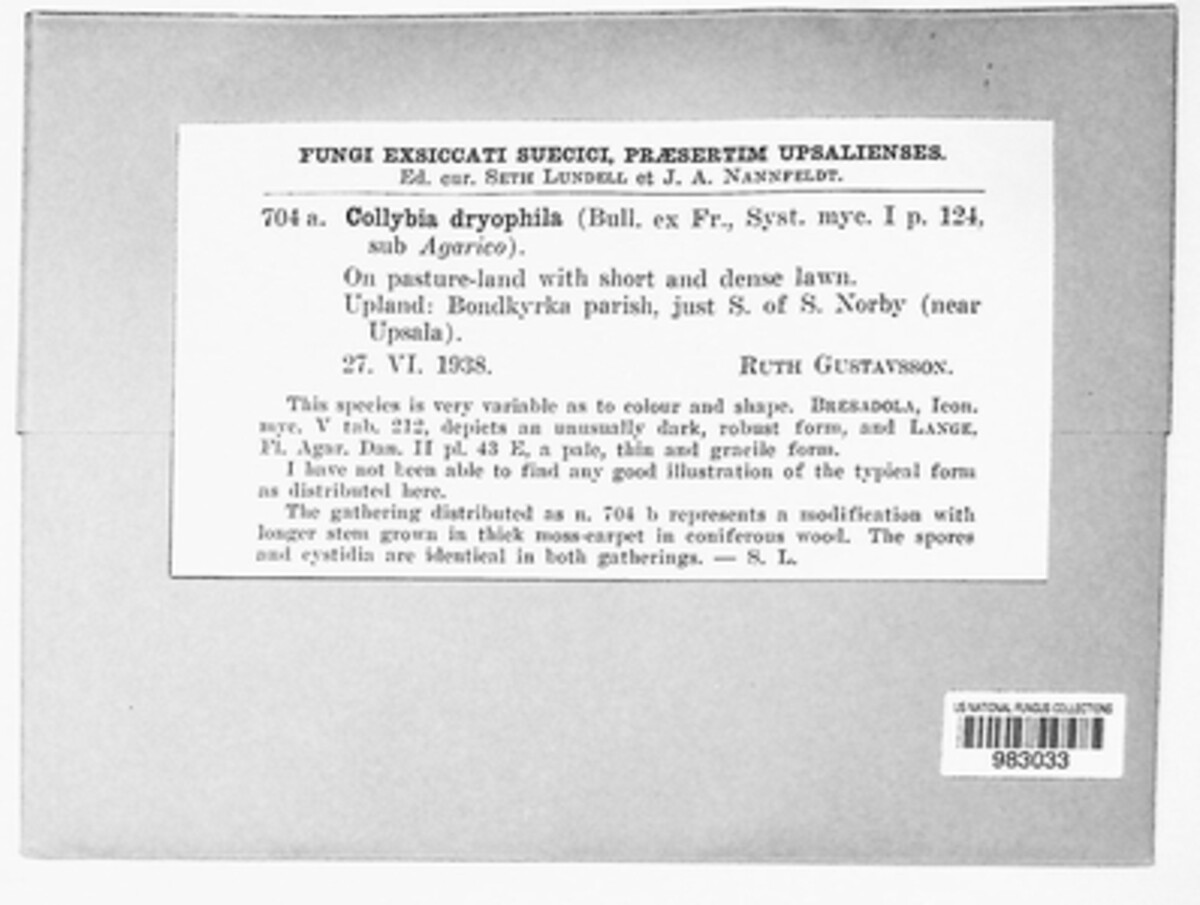 FUNGI EXSICCATI SUECICI, PRÆSERTIM UPSALIENSES.
Ed. cur. SETH LUNDELL et J. A. NANNFELDT.
704 a. Collybia dryophila (Bull. ex Fr., Syst. myc. I p. 124,
sub Agarico).
On pasture-land with short and dense lawn.
Upland: Bondkyrka parish, just S. of S. Norby (near
Upsala).
27. VI. 1938. RUTH GUSTAVSSON.
This species is very variable as to colour and shape. BRESADOLA, Icon.
myc. V tab. 212, depicts an unusually dark, robust form, and LANGE,
Fl. Agar. Dan. II pl. 43 E, a pale, thin and gracile form.
I have not been able to find any good illustration of the typical form
as distributed here.
The gathering distributed as n. 704 b represents a modification with
longer stem grown in thick moss-carpet in coniferous wood. The spores
and cystidia are identical in both gatherings. — S. L.
US NATIONAL FUNGUS COLLECTIONS
983033